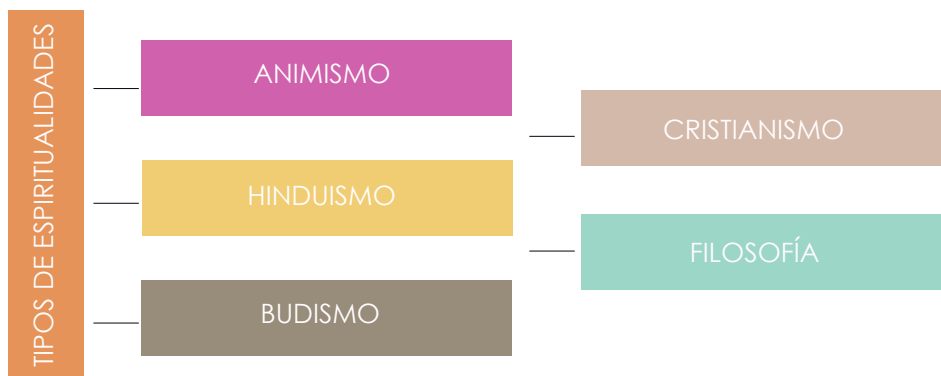 TIPOS DE ESPIRITUALIDADES
ANIMISMO
HINDUISMO
BUDISMO
CRISTIANISMO
FILOSOFÍA